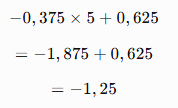 −0,375 × 5 + 0,625
= −1,875 + 0,625
= −1,25